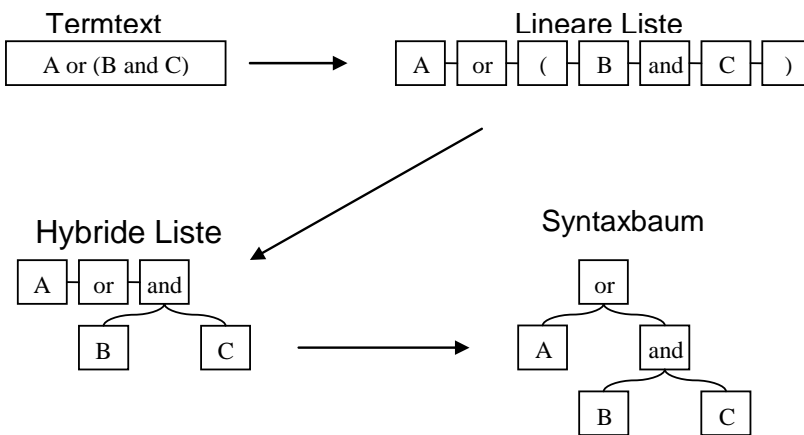 Termtext
A or (B and C)
Lineare Liste
A or ( B and C )
Hybride Liste
A or and
B C
Syntaxbaum
or
A and
B C